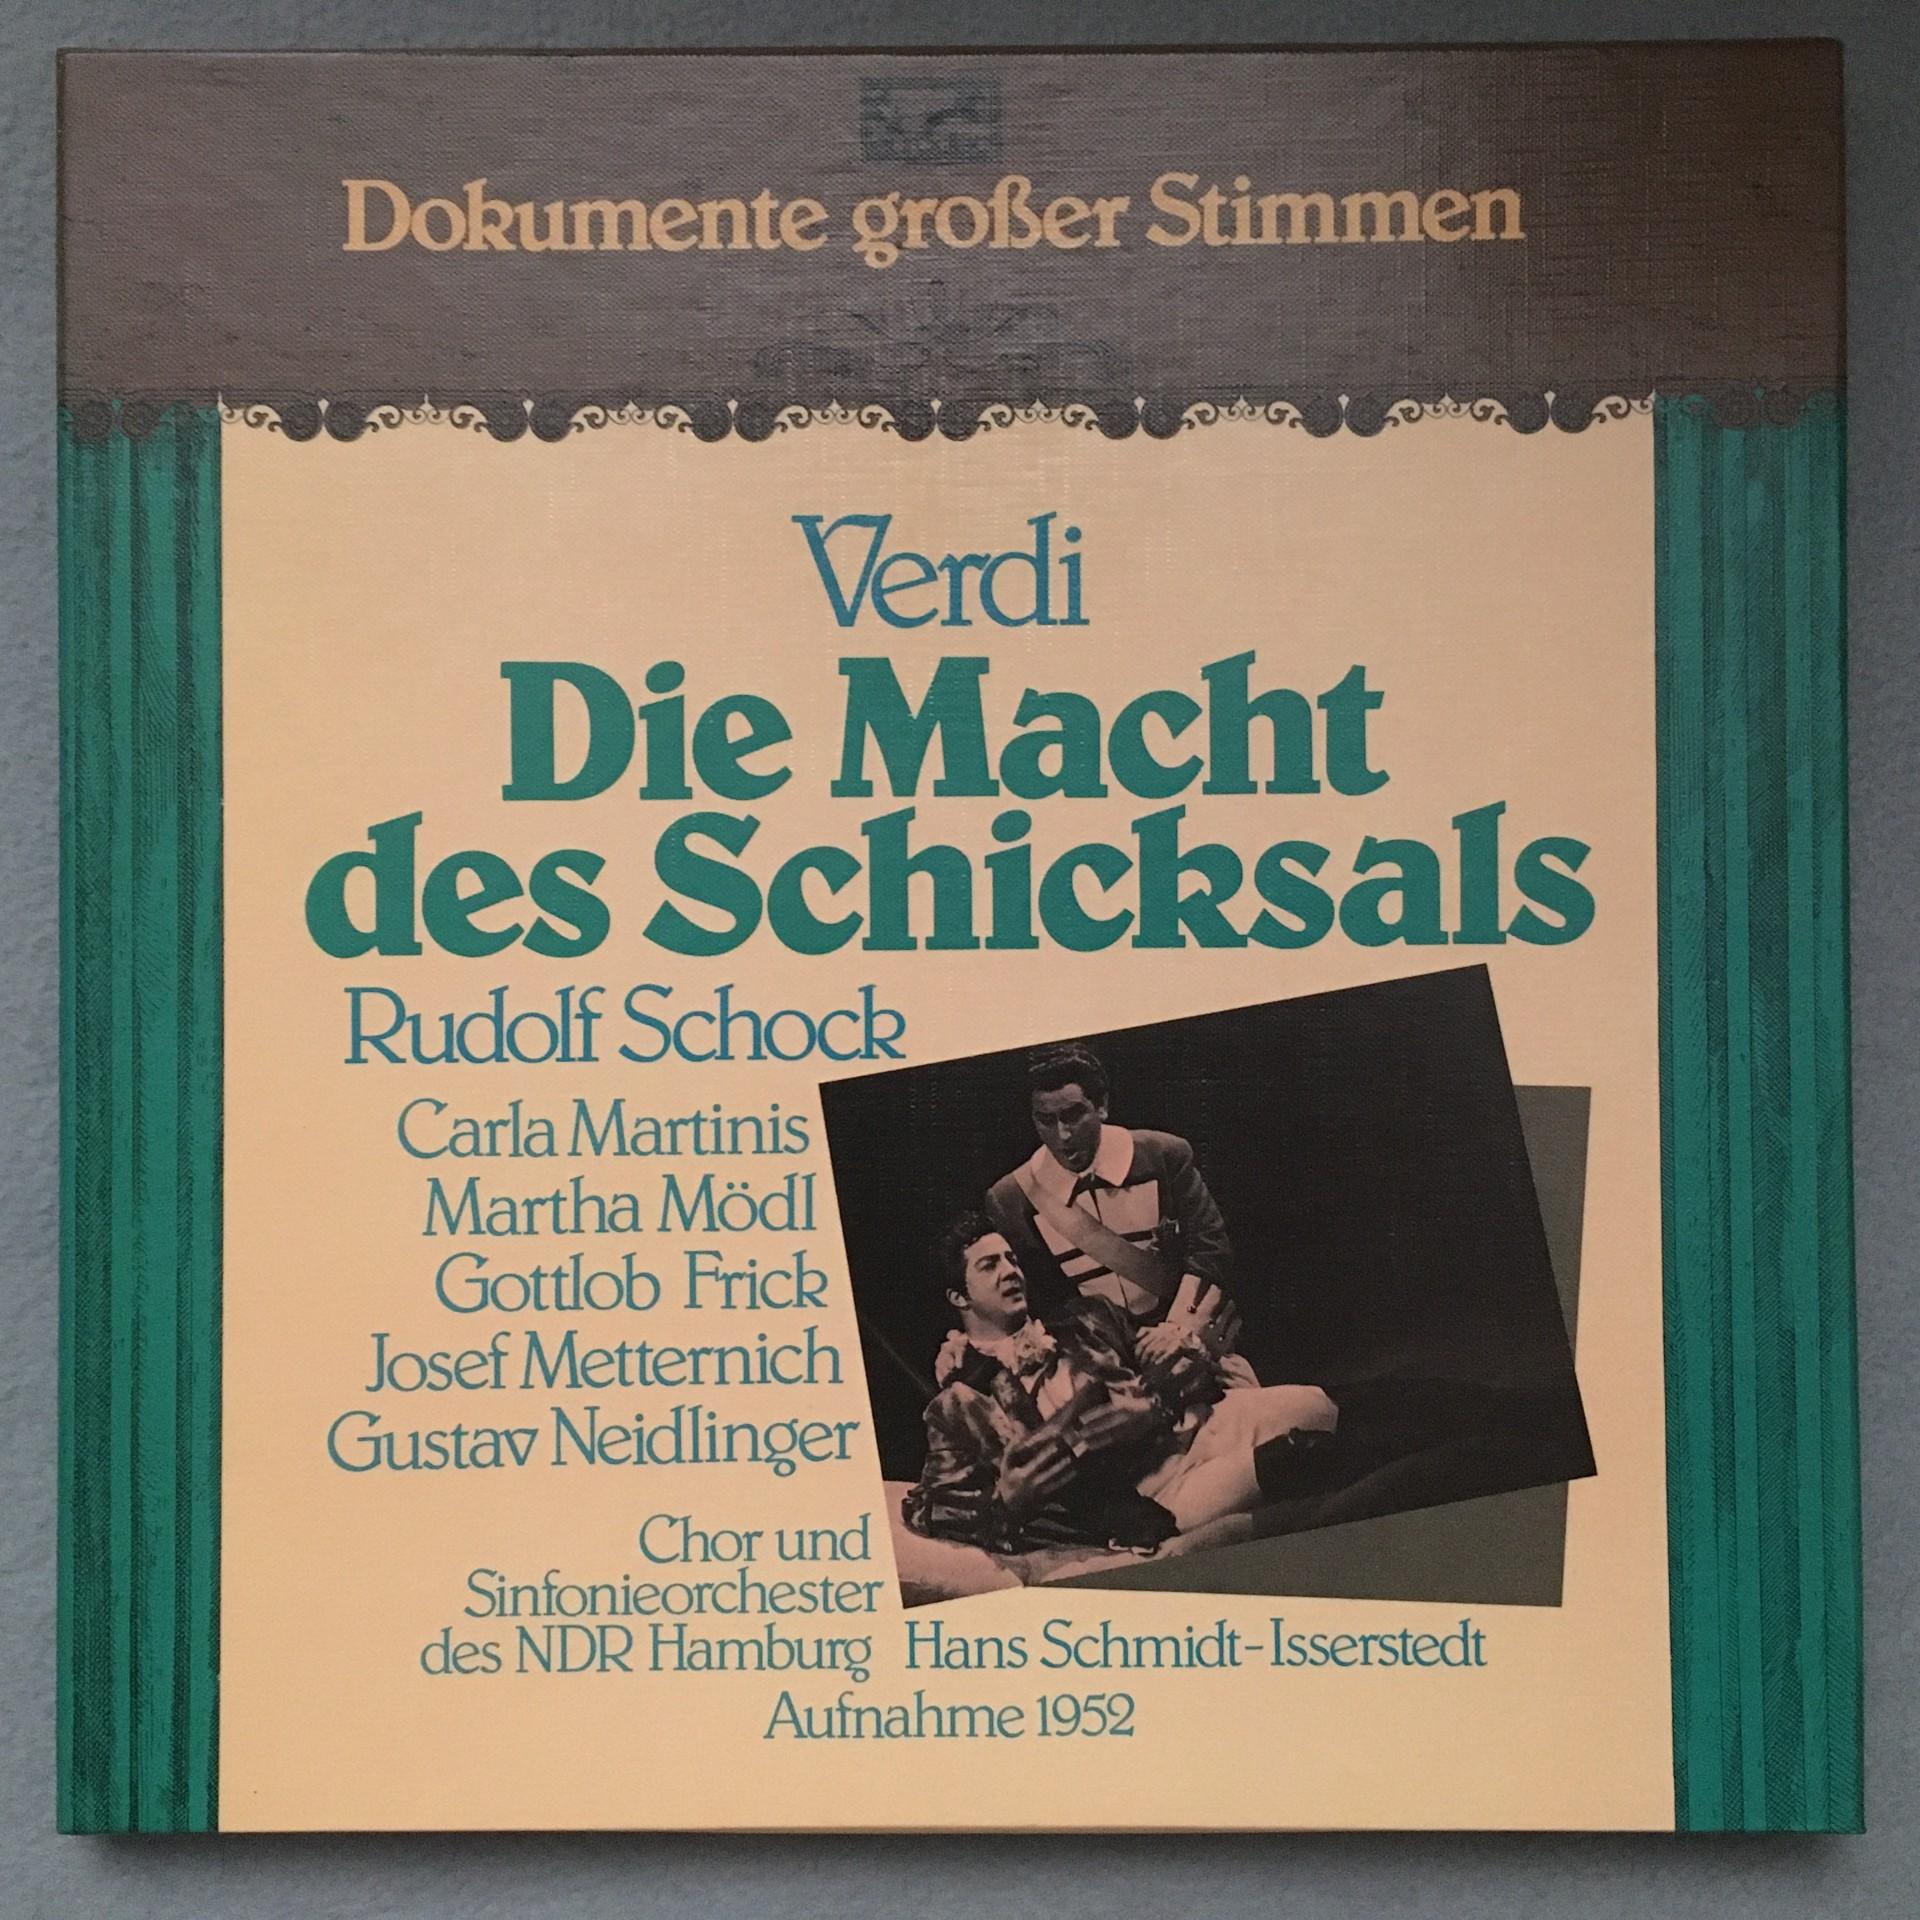 Dokumente großer Stimmen
Verdi
Die Macht
des Schicksals
Rudolf Schock
Carla Martinis
Martha Mödl
Gottlob Frick
Josef Metternich
Gustav Neidlinger
Chor und
Sinfonieorchester
des NDR Hamburg Hans Schmidt-Isserstedt
Aufnahme 1952